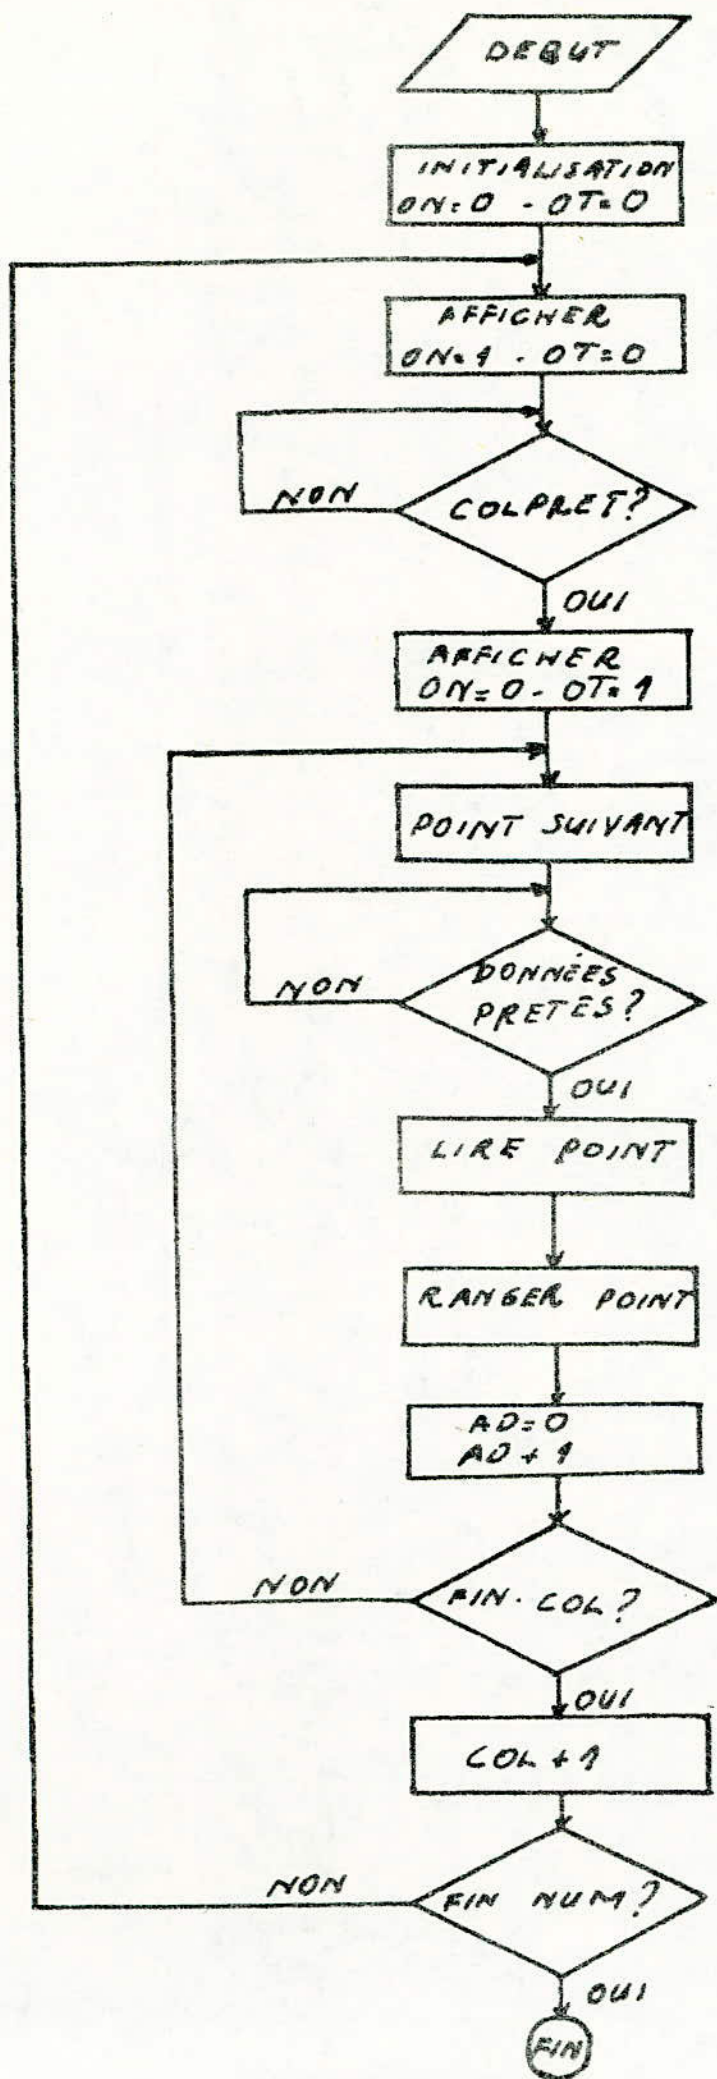 DEBUT
INITIALISATION
ON=0 - OT=0
AFFICHER
ON=1 - OT=0
NON
COLPRET?
OUI
AFFICHER
ON=0 - OT=1
POINT SUIVANT
NON
DONNÉES
PRETES?
OUI
LIRE POINT
RANGER POINT
AD=0
AD+1
NON
FIN.COL?
OUI
COL+1
NON
FIN NUM?
OUI
FIN